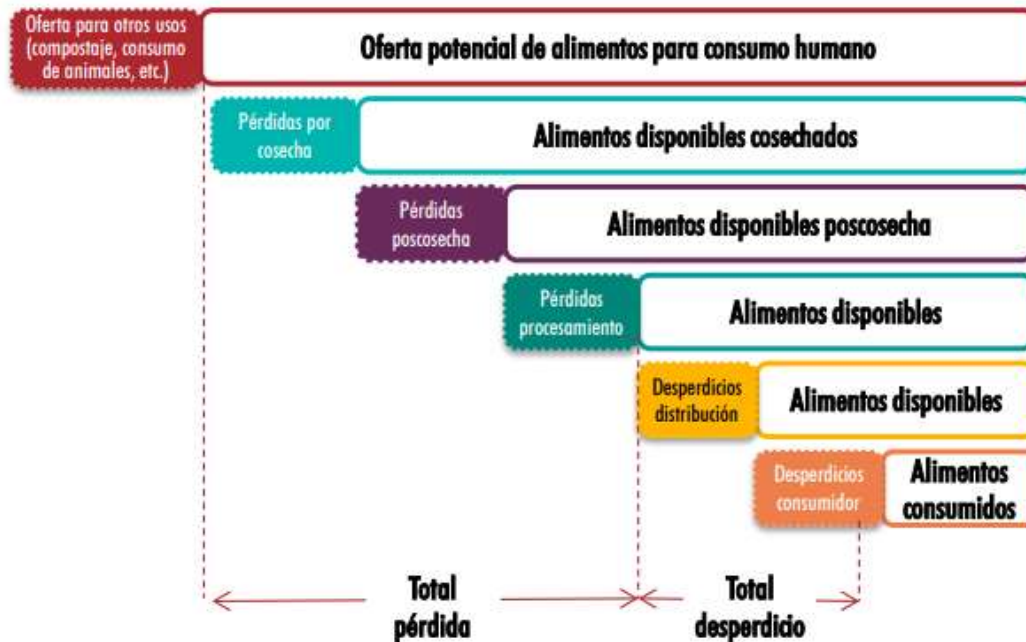 Oferta para otros usos
(compostaje, consumo
de animales, etc.)
Oferta potencial de alimentos para consumo humano
Pérdidas por
cosecha
Alimentos disponibles cosechados
Pérdidas
poscosecha
Alimentos disponibles poscosecha
Pérdidas
procesamiento
Alimentos disponibles
Desperdicios
distribución
Alimentos disponibles
Desperdicios
consumidor
Alimentos
consumidos
Total
pérdida
Total
desperdicio